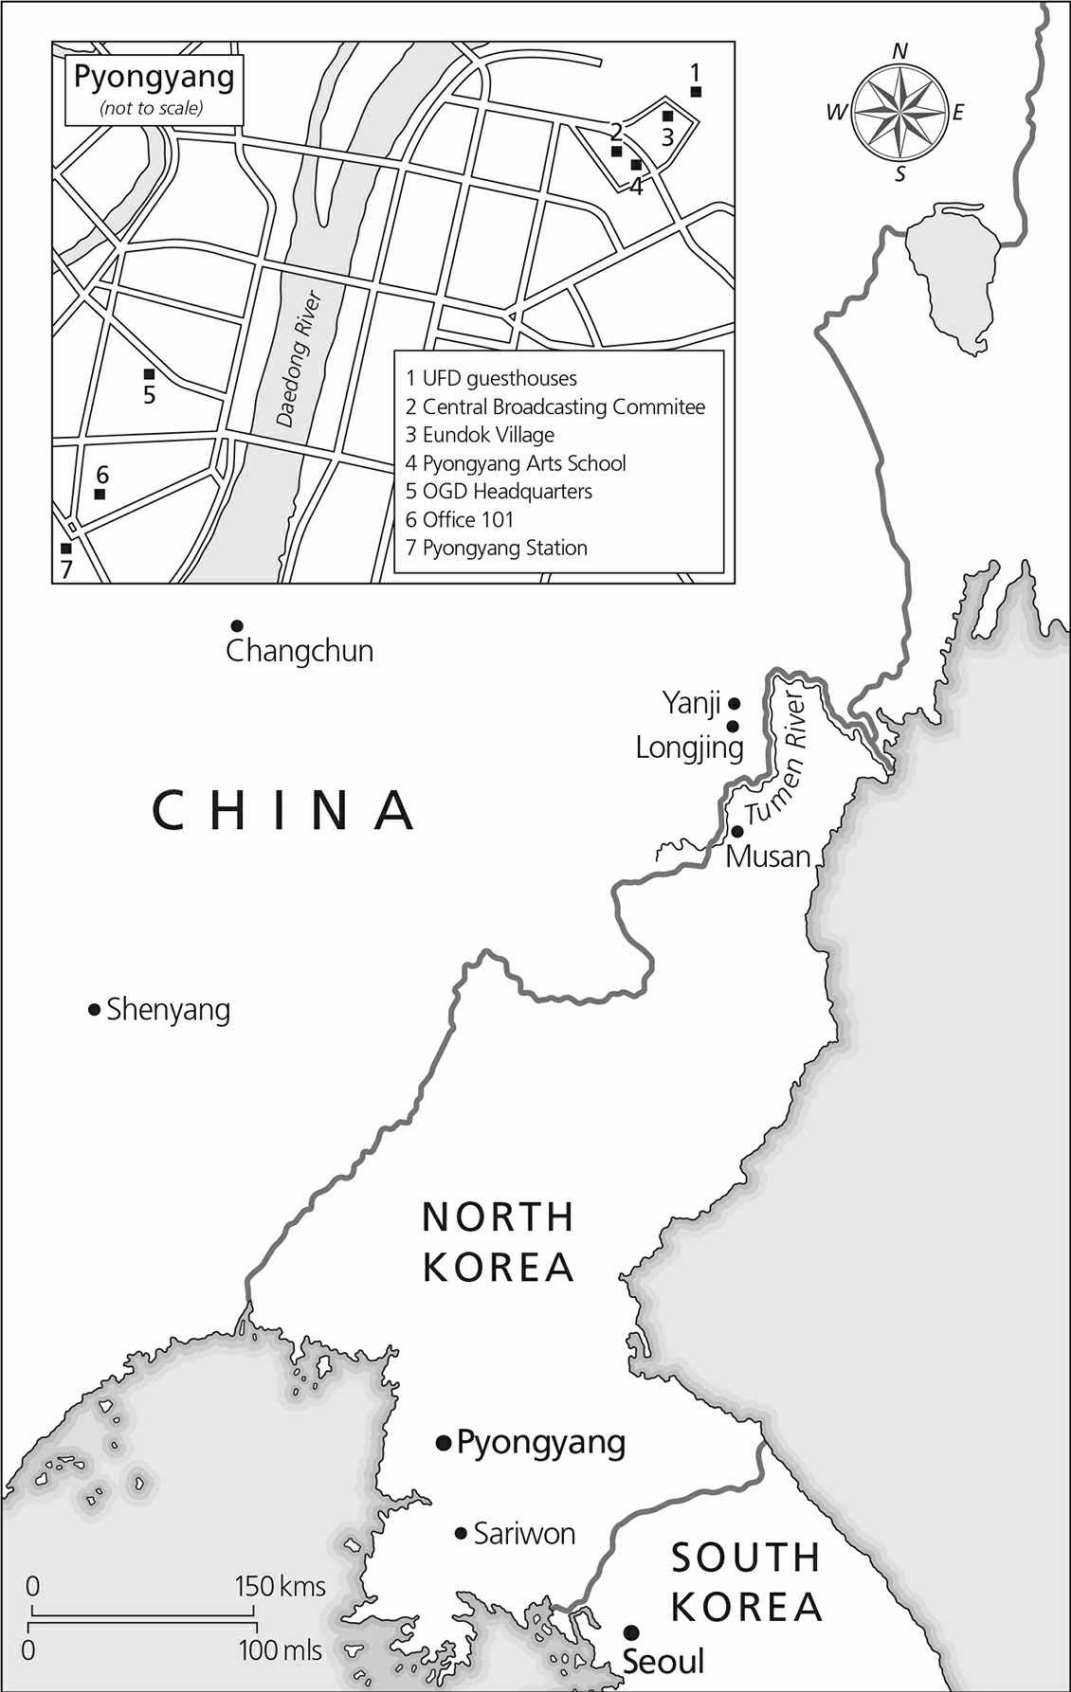 Pyongyang
(not to scale)
1
2
3
4
5
6
7
Daedong River
1 UFD guesthouses
2 Central Broadcasting Commitee
3 Eundok Village
4 Pyongyang Arts School
5 OGD Headquarters
6 Office 101
7 Pyongyang Station
N
W
E
S
Changchun
Yanji
Longjing
Tumen River
CHINA
Musan
Shenyang
NORTH
KOREA
Pyongyang
Sariwon
SOUTH
KOREA
Seoul
0 150 kms
0 100 mls